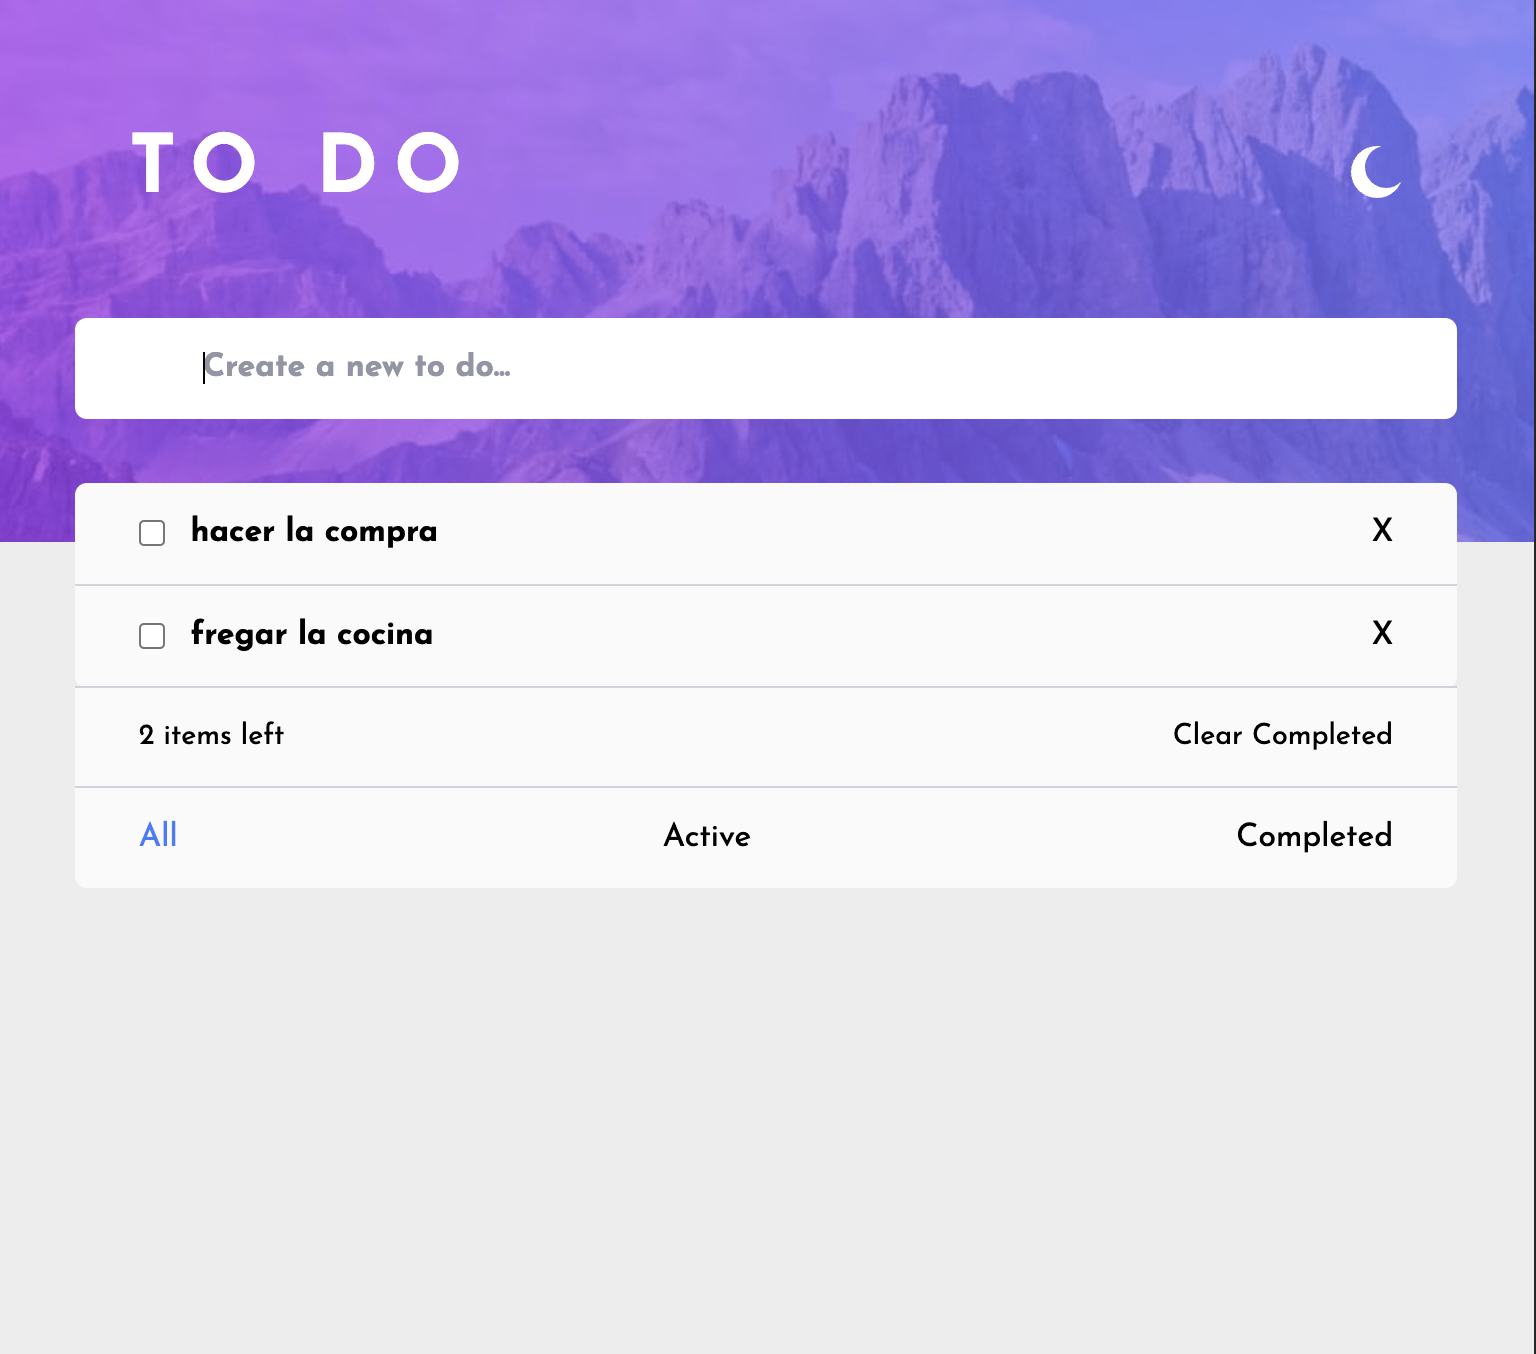 TO DO
Create a new to do...
hacer la compra X
fregar la cocina X
2 items left Clear Completed
All Active Completed